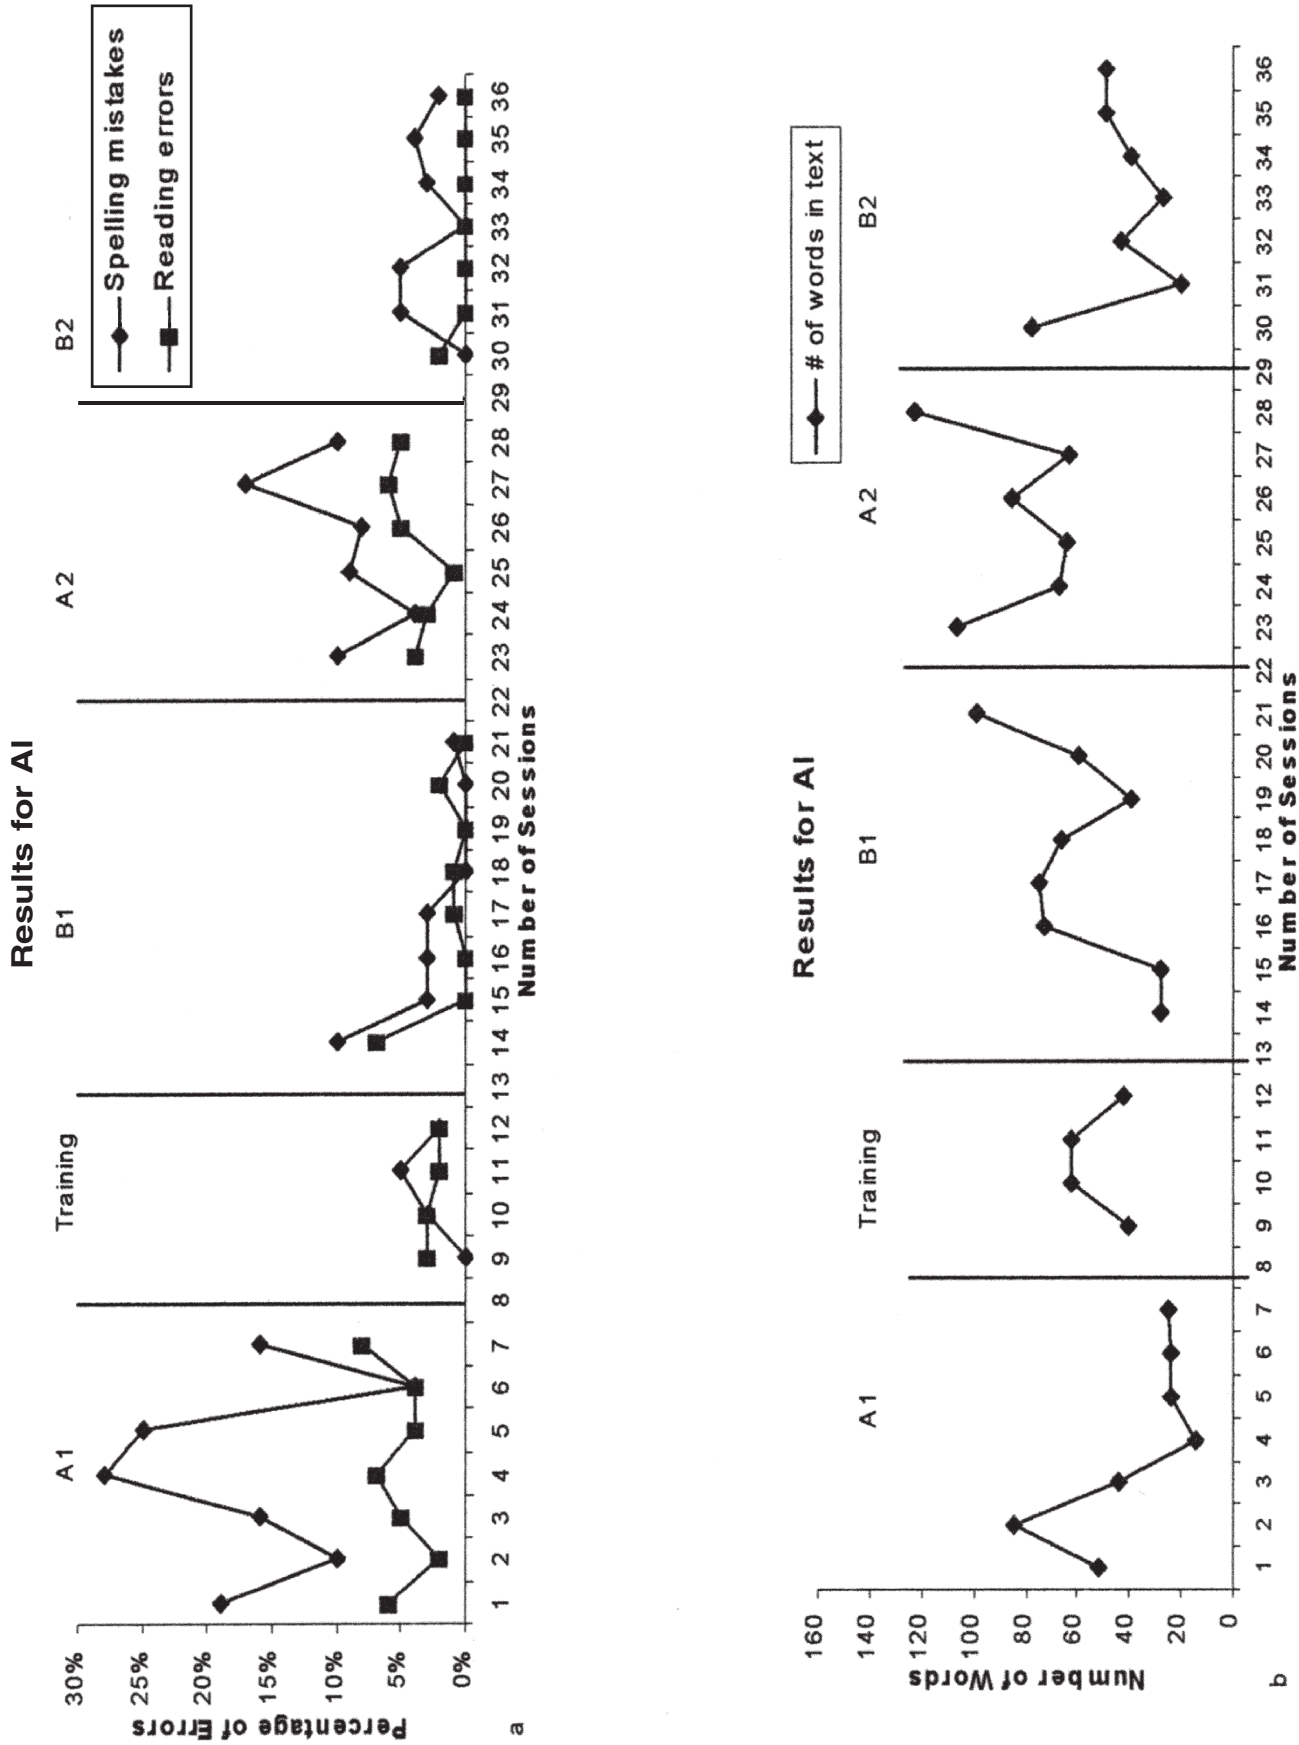 Results for Al
A1
Training
B1
A2
B2
Spelling mistakes
Reading errors
Percentage of Errors
30%
25%
20%
15%
10%
5%
0%
1 2 3 4 5 6 7 8 9 10 11 12 13 14 15 16 17 18 19 20 21 22 23 24 25 26 27 28 29 30 31 32 33 34 35 36
Number of Sessions
a
Results for Al
# of words in text
A1
Training
B1
A2
B2
Number of Words
160
140
120
100
80
60
40
20
0
1 2 3 4 5 6 7 8 9 10 11 12 13 14 15 16 17 18 19 20 21 22 23 24 25 26 27 28 29 30 31 32 33 34 35 36
Number of Sessions
b